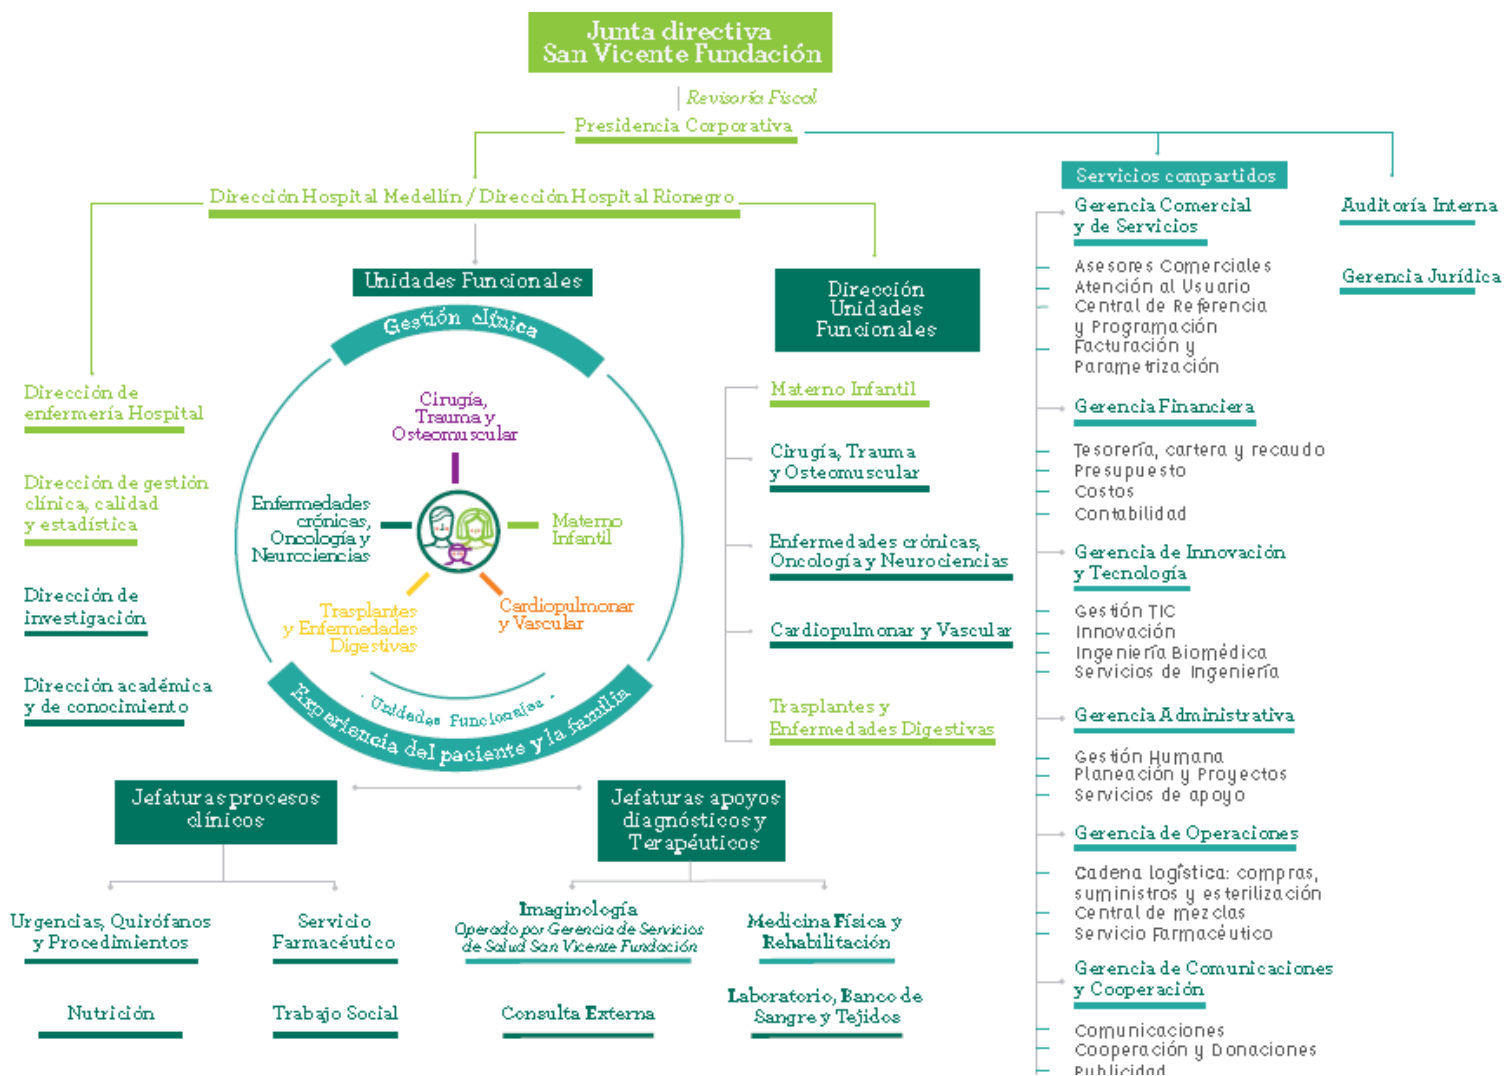 Junta directiva
San Vicente Fundación
Revisoría Fiscal
Presidencia Corporativa
Dirección Hospital Medellín / Dirección Hospital Rionegro
Dirección de
enfermería Hospital
Dirección de gestión
clínica, calidad
y estadística
Dirección de
investigación
Dirección académica
y de conocimiento
Unidades Funcionales
Gestión clínica
Cirugía,
Trauma y
Osteomuscular
Enfermedades
crónicas,
Oncología y
Neurociencias
Materno
Infantil
Trasplantes
y Enfermedades
Digestivas
Cardiopulmonar
y Vascular
- Unidades Funcionales -
Experiencia del paciente y la familia
Dirección
Unidades
Funcionales
Materno Infantil
Cirugía, Trauma
y Osteomuscular
Enfermedades crónicas,
Oncología y Neurociencias
Cardiopulmonar y Vascular
Trasplantes y
Enfermedades Digestivas
Jefaturas procesos
clínicos
Urgencias, Quirófanos
y Procedimientos
Servicio
Farmacéutico
Nutrición
Trabajo Social
Jefaturas apoyos
diagnósticos y
Terapéuticos
Imaginología
Operado por Gerencia de Servicios
de Salud San Vicente Fundación
Medicina Física y
Rehabilitación
Consulta Externa
Laboratorio, Banco de
Sangre y Tejidos
Servicios compartidos
Gerencia Comercial
y de Servicios
Asesores Comerciales
Atención al Usuario
Central de Referencia
y Programación
Facturación y
Parametrización
Gerencia Financiera
Tesorería, cartera y recaudo
Presupuesto
Costos
Contabilidad
Gerencia de Innovación
y Tecnología
Gestión TIC
Innovación
Ingeniería Biomédica
Servicios de Ingeniería
Gerencia Administrativa
Gestión Humana
Planeación y Proyectos
Servicios de apoyo
Gerencia de Operaciones
Cadena logística: compras,
suministros y esterilización
Central de mezclas
Servicio Farmacéutico
Gerencia de Comunicaciones
y Cooperación
Comunicaciones
Cooperación y Donaciones
Publicidad
Auditoría Interna
Gerencia Jurídica